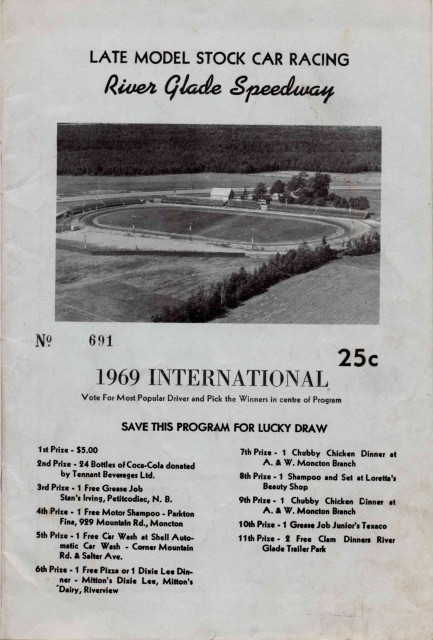 LATE MODEL STOCK CAR RACING
River Glade Speedway
Nº 691
25c
1969 INTERNATIONAL
Vote For Most Popular Driver and Pick the Winners in centre of Program
SAVE THIS PROGRAM FOR LUCKY DRAW
1st Prize - $5.00
2nd Prize - 24 Bottles of Coca-Cola donated
by Tennant Beverages Ltd.
3rd Prize - 1 Free Grease Job
Stan's Irving, Petitcodiac, N. B.
4th Prize - 1 Free Motor Shampoo - Parkton
Fina, 929 Mountain Rd., Moncton
5th Prize - 1 Free Car Wash at Shell Auto-
matic Car Wash - Corner Mountain
Rd. & Salter Ave.
6th Prize - 1 Free Pizza or 1 Dixie Lee Din-
ner - Mitton's Dixie Lee, Mitton's
Dairy, Riverview
7th Prize - 1 Chubby Chicken Dinner at
A. & W. Moncton Branch
8th Prize - 1 Shampoo and Set at Loretta's
Beauty Shop
9th Prize - 1 Chubby Chicken Dinner at
A. & W. Moncton Branch
10th Prize - 1 Grease Job Junior's Texaco
11th Prize - 2 Free Clam Dinners River
Glade Trailer Park